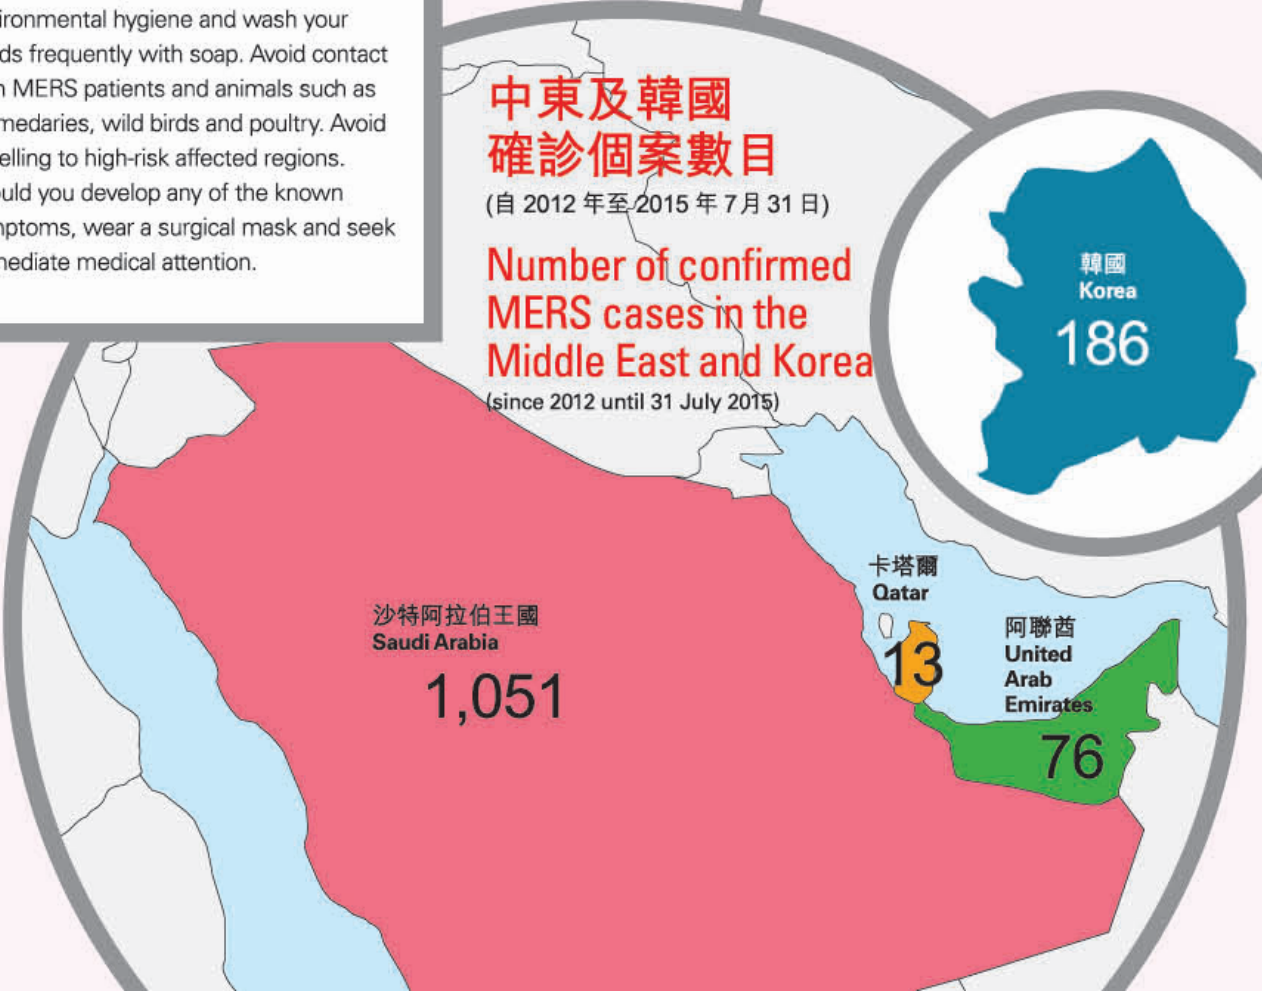 ironmental hygiene and wash your
ds frequently with soap. Avoid contact
MERS patients and animals such as
medaries, wild birds and poultry. Avoid
elling to high-risk affected regions.
uld you develop any of the known
ptoms, wear a surgical mask and seek
mediate medical attention.
中東及韓國
確診個案數目
(自 2012 年至 2015 年 7 月 31 日)
Number of confirmed
MERS cases in the
Middle East and Korea
(since 2012 until 31 July 2015)
韓國
Korea
186
卡塔爾
Qatar
13
沙特阿拉伯王國
Saudi Arabia
1,051
阿聯酋
United
Arab
Emirates
76